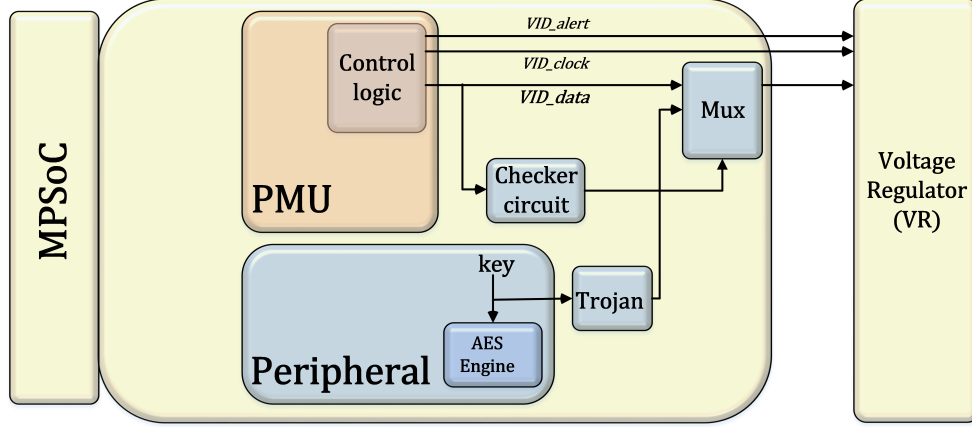 MPSoC
Control
logic
PMU
VID_alert
VID_clock
VID_data
Mux
Checker
circuit
key
Trojan
AES
Engine
Peripheral
Voltage
Regulator
(VR)